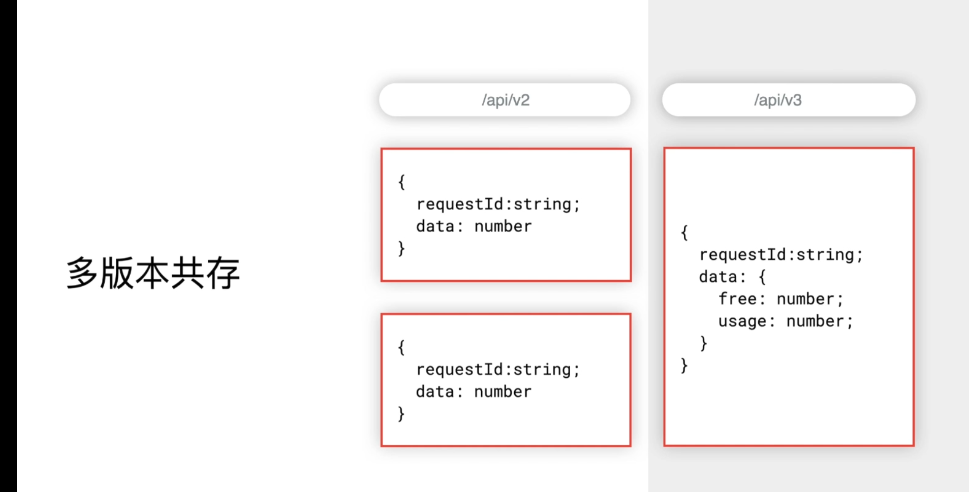 多版本共存
/api/v2
{
requestId:string;
data: number
}
{
requestId:string;
data: number
}
/api/v3
{
requestId:string;
data: {
free: number;
usage: number;
}
}